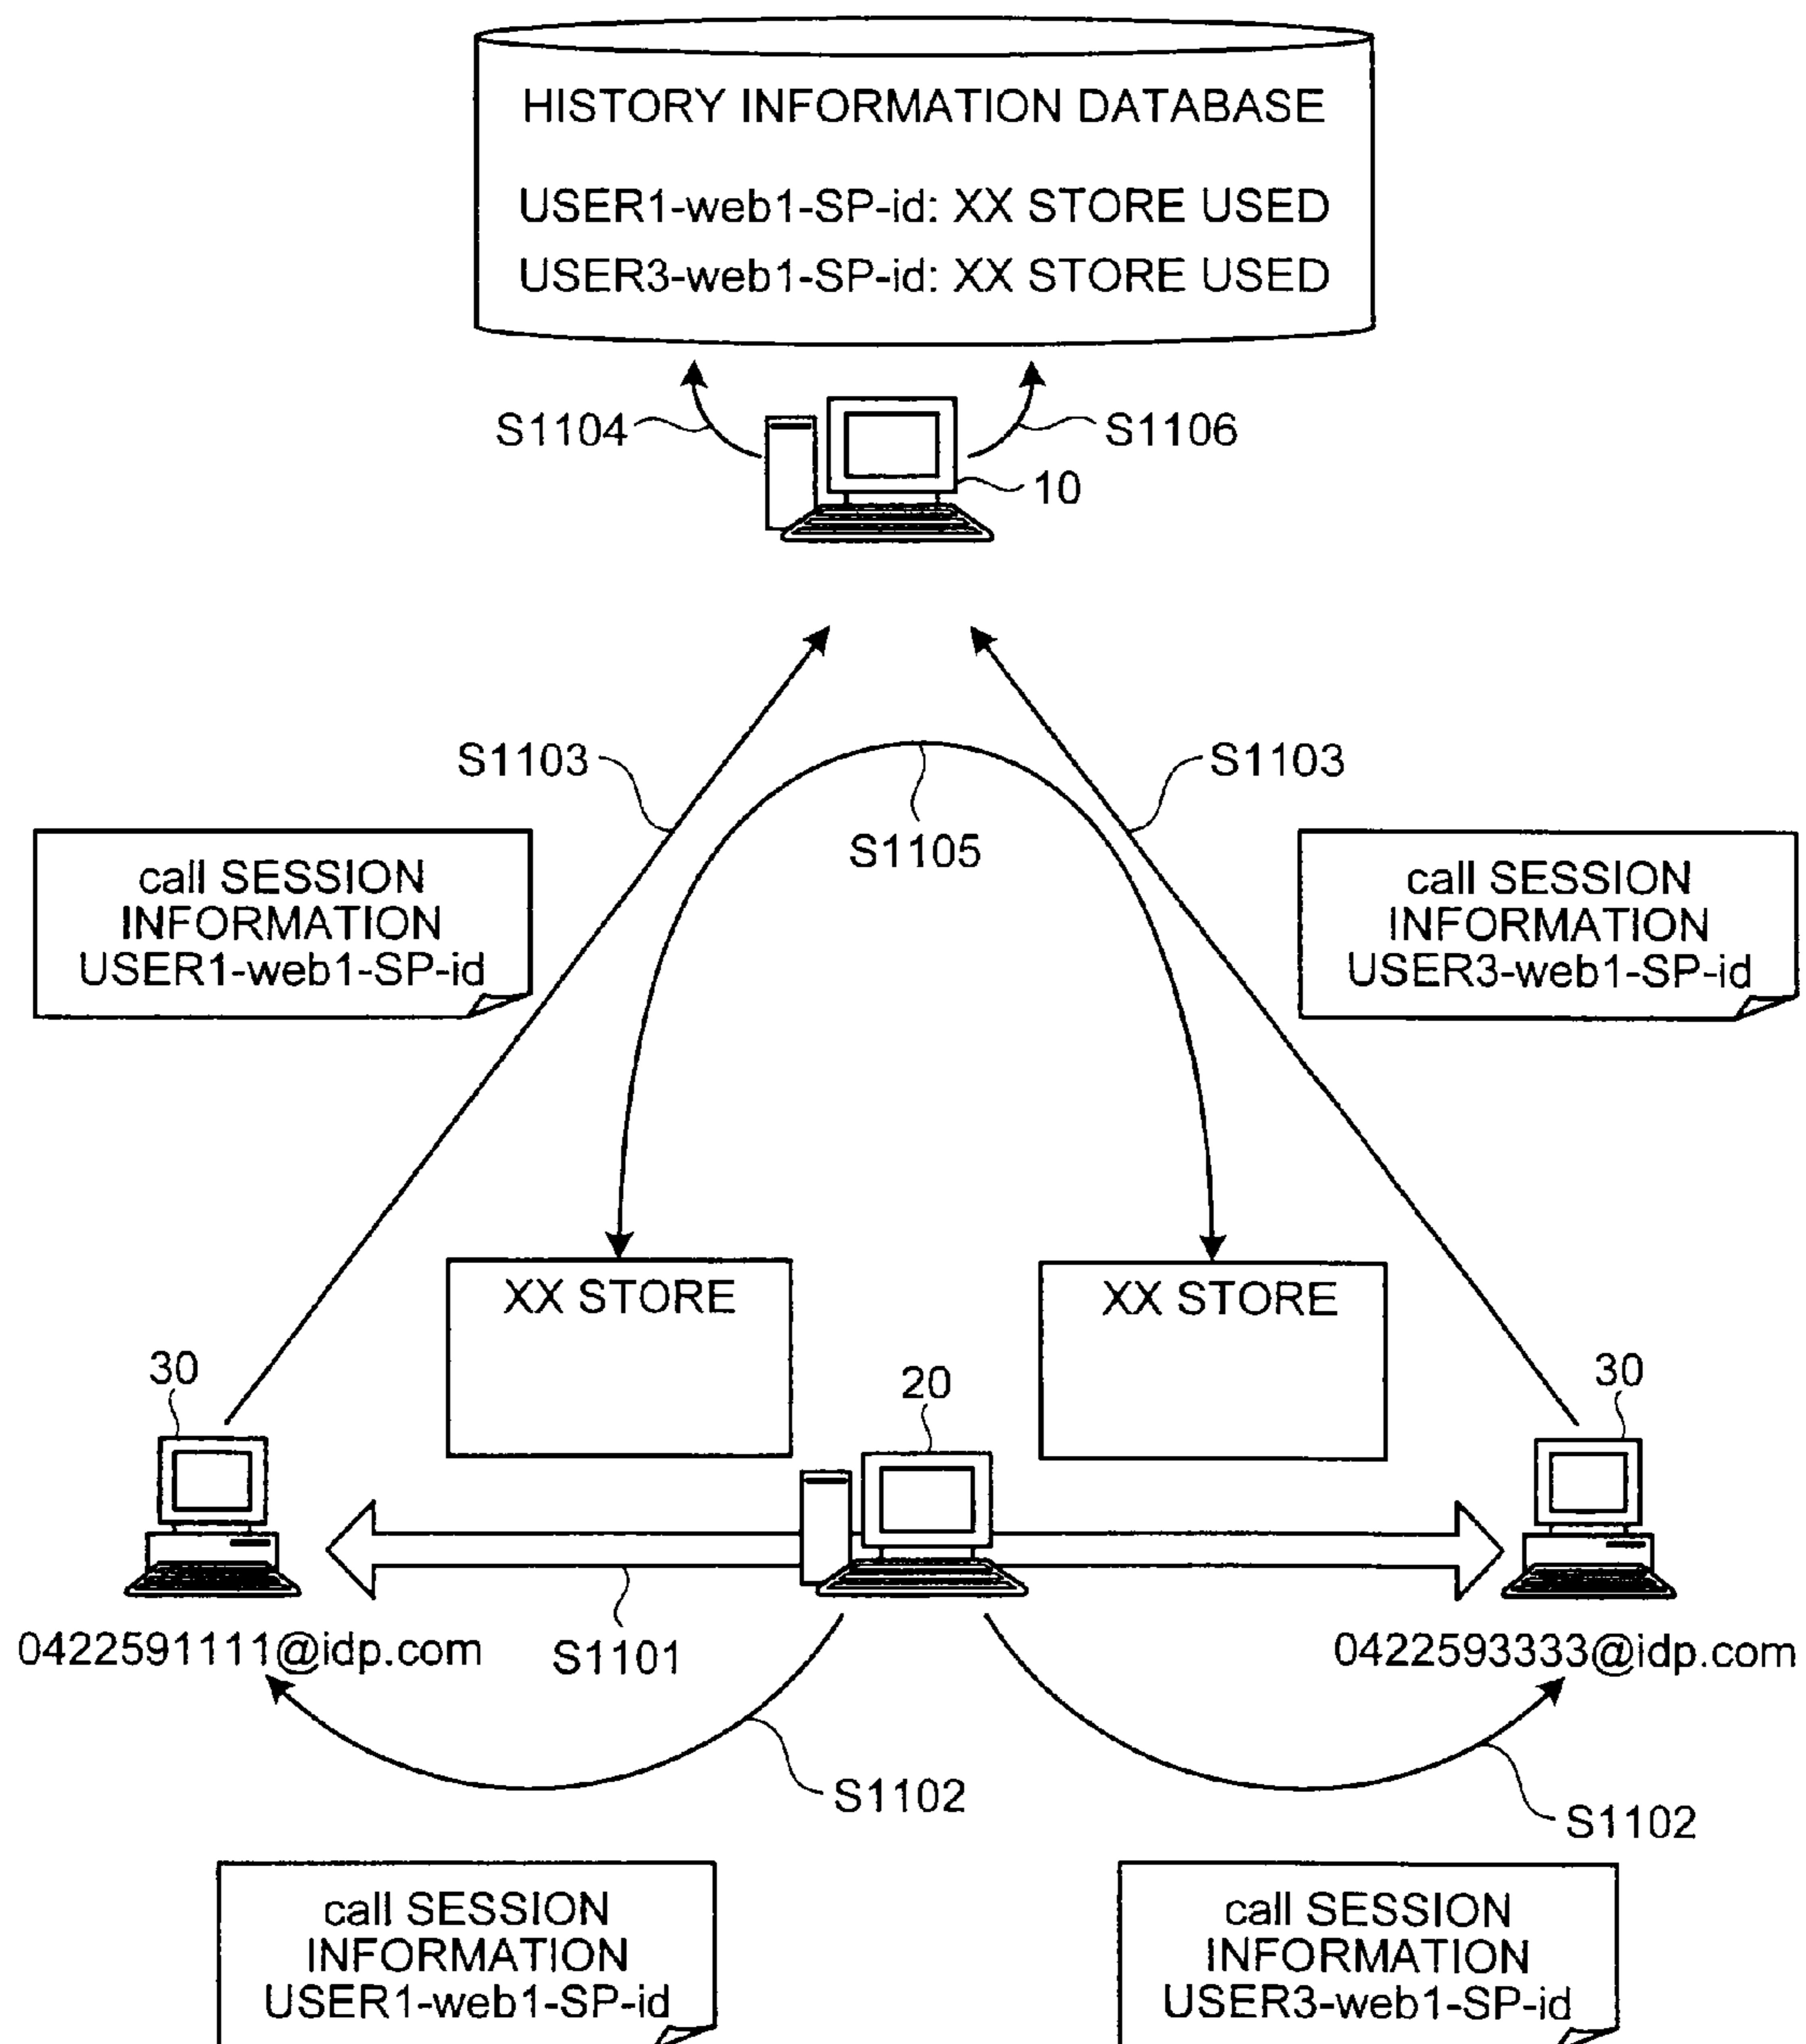 HISTORY INFORMATION DATABASE
USER1-web1-SP-id: XX STORE USED
USER3-web1-SP-id: XX STORE USED
S1104
S1106
10
S1103
S1103
S1105
call SESSION
INFORMATION
USER1-web1-SP-id
call SESSION
INFORMATION
USER3-web1-SP-id
XX STORE
XX STORE
30
20
30
0422591111@idp.com
S1101
0422593333@idp.com
S1102
S1102
call SESSION
INFORMATION
USER1-web1-SP-id
call SESSION
INFORMATION
USER3-web1-SP-id